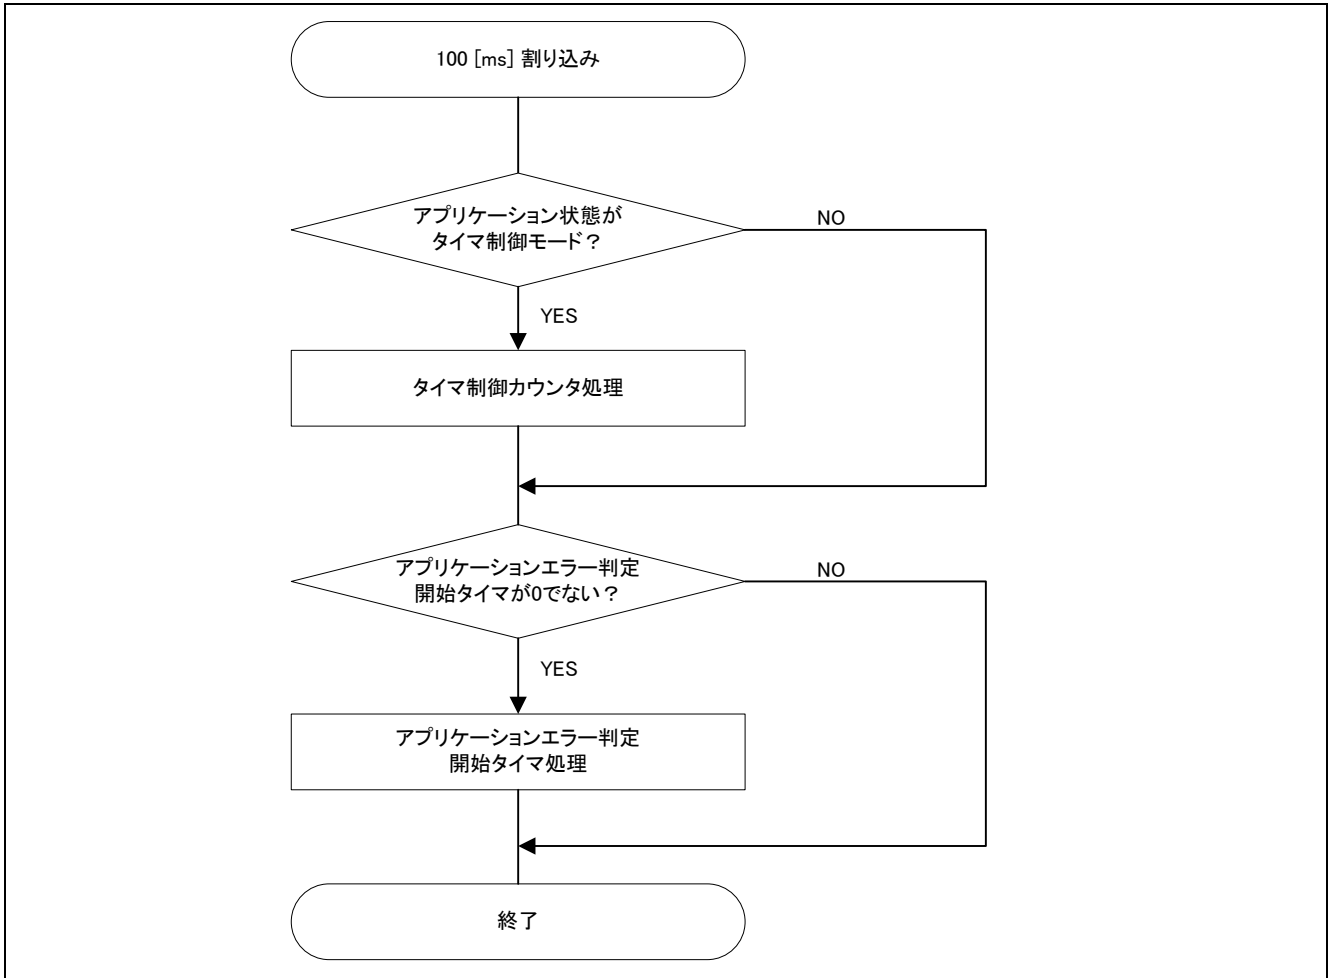 100 [ms] 割り込み
アプリケーション状態が
タイマ制御モード？
NO
YES
タイマ制御カウンタ処理
アプリケーションエラー判定
開始タイマが0でない？
NO
YES
アプリケーションエラー判定
開始タイマ処理
終了